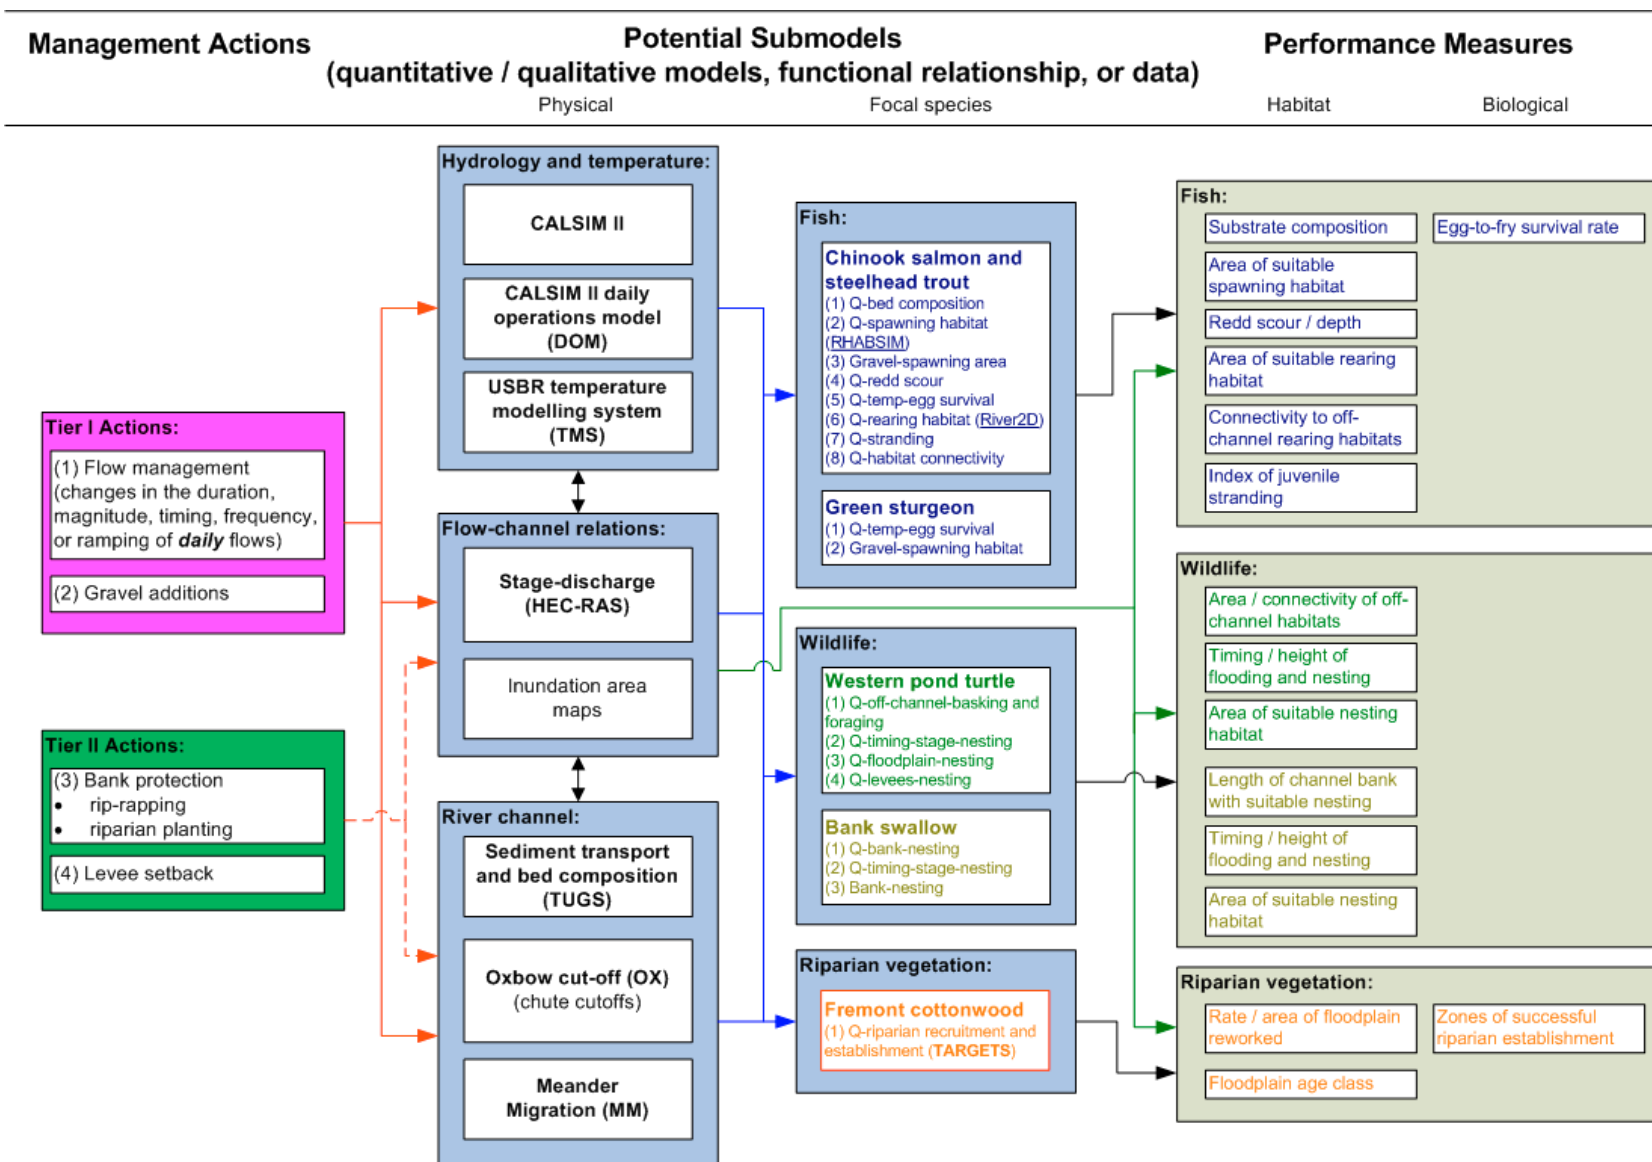 Management Actions
Potential Submodels
(quantitative / qualitative models, functional relationship, or data)
Performance Measures
Physical
Focal species
Habitat
Biological
Tier I Actions:
(1) Flow management
(changes in the duration,
magnitude, timing, frequency,
or ramping of daily flows)
(2) Gravel additions
Tier II Actions:
(3) Bank protection
• rip-rapping
• riparian planting
(4) Levee setback
Hydrology and temperature:
CALSIM II
CALSIM II daily
operations model
(DOM)
USBR temperature
modelling system
(TMS)
Flow-channel relations:
Stage-discharge
(HEC-RAS)
Inundation area
maps
River channel:
Sediment transport
and bed composition
(TUGS)
Oxbow cut-off (OX)
(chute cutoffs)
Meander
Migration (MM)
Fish:
Chinook salmon and
steelhead trout
(1) Q-bed composition
(2) Q-spawning habitat
(RHABSIM)
(3) Gravel-spawning area
(4) Q-redd scour
(5) Q-temp-egg survival
(6) Q-rearing habitat (River2D)
(7) Q-stranding
(8) Q-habitat connectivity
Green sturgeon
(1) Q-temp-egg survival
(2) Gravel-spawning habitat
Wildlife:
Western pond turtle
(1) Q-off-channel-basking and
foraging
(2) Q-timing-stage-nesting
(3) Q-floodplain-nesting
(4) Q-levees-nesting
Bank swallow
(1) Q-bank-nesting
(2) Q-timing-stage-nesting
(3) Bank-nesting
Riparian vegetation:
Fremont cottonwood
(1) Q-riparian recruitment and
establishment (TARGETS)
Fish:
Substrate composition
Egg-to-fry survival rate
Area of suitable
spawning habitat
Redd scour / depth
Area of suitable rearing
habitat
Connectivity to off-
channel rearing habitats
Index of juvenile
stranding
Wildlife:
Area / connectivity of off-
channel habitats
Timing / height of
flooding and nesting
Area of suitable nesting
habitat
Length of channel bank
with suitable nesting
Timing / height of
flooding and nesting
Area of suitable nesting
habitat
Riparian vegetation:
Rate / area of floodplain
reworked
Zones of successful
riparian establishment
Floodplain age class